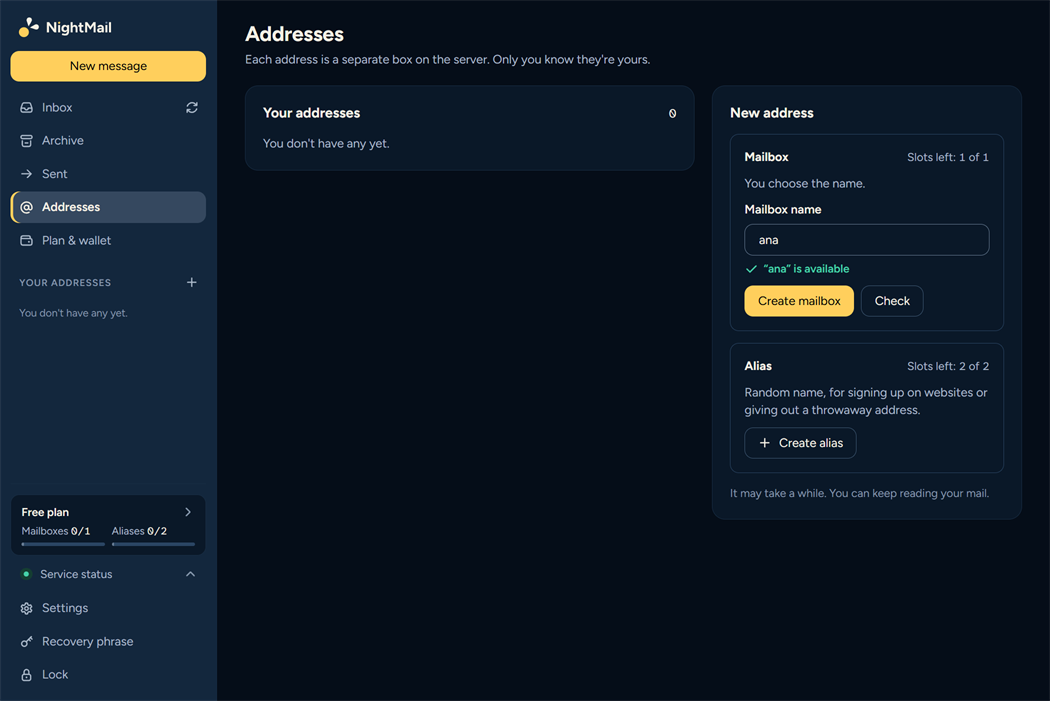 NightMail
New message
Inbox
Archive
Sent
Addresses
Plan & wallet
YOUR ADDRESSES
You don't have any yet.
Free plan
Mailboxes 0/1 Aliases 0/2
Service status
Settings
Recovery phrase
Lock
Addresses
Each address is a separate box on the server. Only you know they're yours.
Your addresses 0
You don't have any yet.
New address
Mailbox Slots left: 1 of 1
You choose the name.
Mailbox name
ana
“ana” is available
Create mailbox Check
Alias Slots left: 2 of 2
Random name, for signing up on websites or
giving out a throwaway address.
Create alias
It may take a while. You can keep reading your mail.